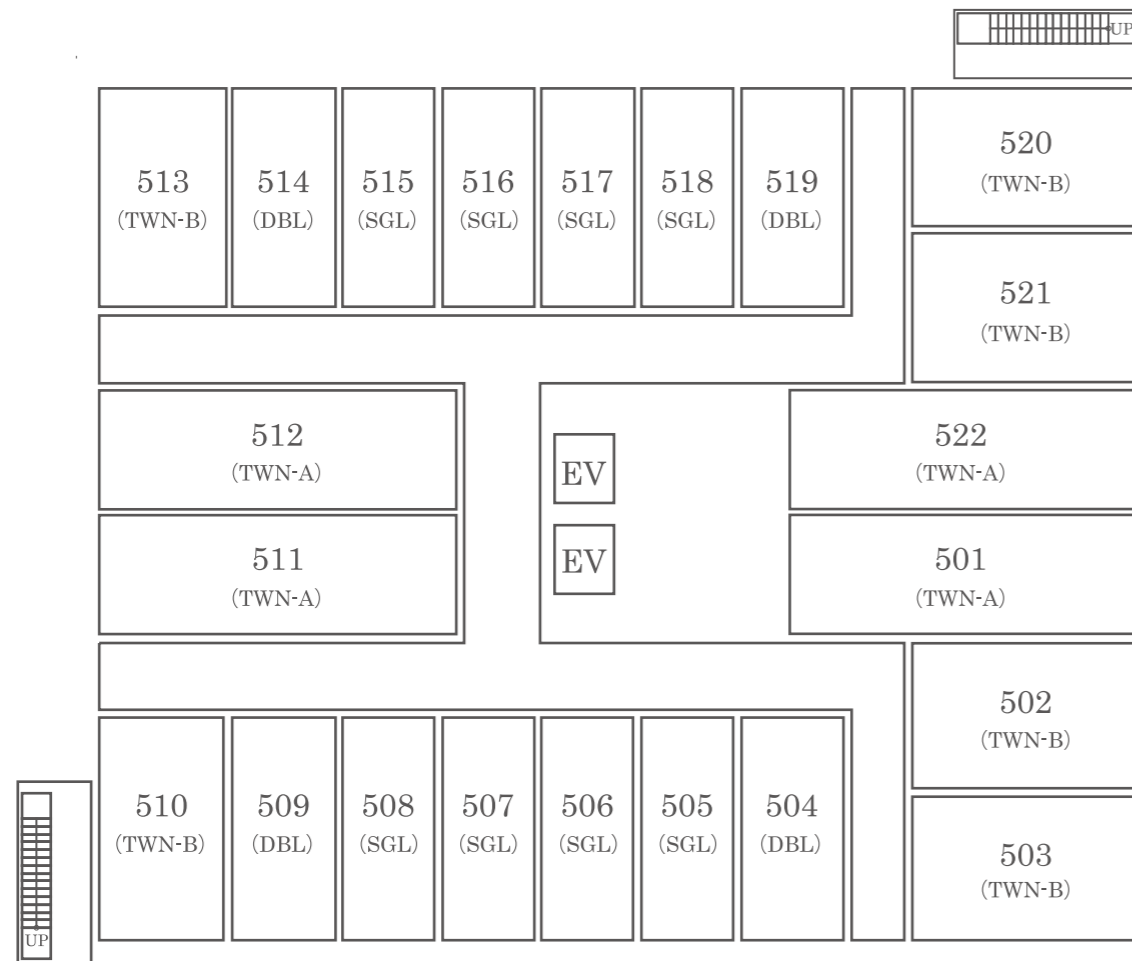 UP
513
(TWN-B)
514
(DBL)
515
(SGL)
516
(SGL)
517
(SGL)
518
(SGL)
519
(DBL)
520
(TWN-B)
521
(TWN-B)
512
(TWN-A)
EV
522
(TWN-A)
511
(TWN-A)
EV
501
(TWN-A)
502
(TWN-B)
510
(TWN-B)
509
(DBL)
508
(SGL)
507
(SGL)
506
(SGL)
505
(SGL)
504
(DBL)
503
(TWN-B)
UP